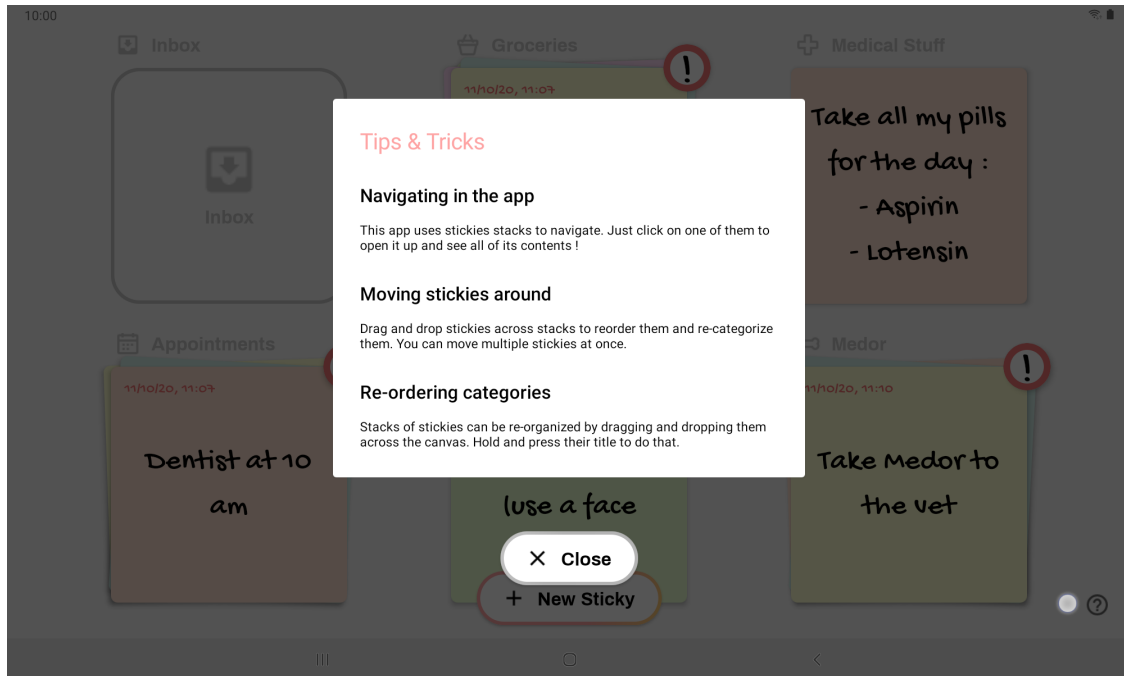 10:00
Inbox
Groceries
Medical Stuff
11/10/20, 11:07
Inbox
Take all my pills
for the day :
- Aspirin
- Lotensin
Tips & Tricks
Navigating in the app
This app uses stickies stacks to navigate. Just click on one of them to
open it up and see all of its contents !
Moving stickies around
Drag and drop stickies across stacks to reorder them and re-categorize
them. You can move multiple stickies at once.
Re-ordering categories
Stacks of stickies can be re-organized by dragging and dropping them
across the canvas. Hold and press their title to do that.
Appointments
Medor
11/10/20, 11:07
Dentist at 10
am
(use a face
11/10/20, 11:10
Take Medor to
the vet
Close
New Sticky